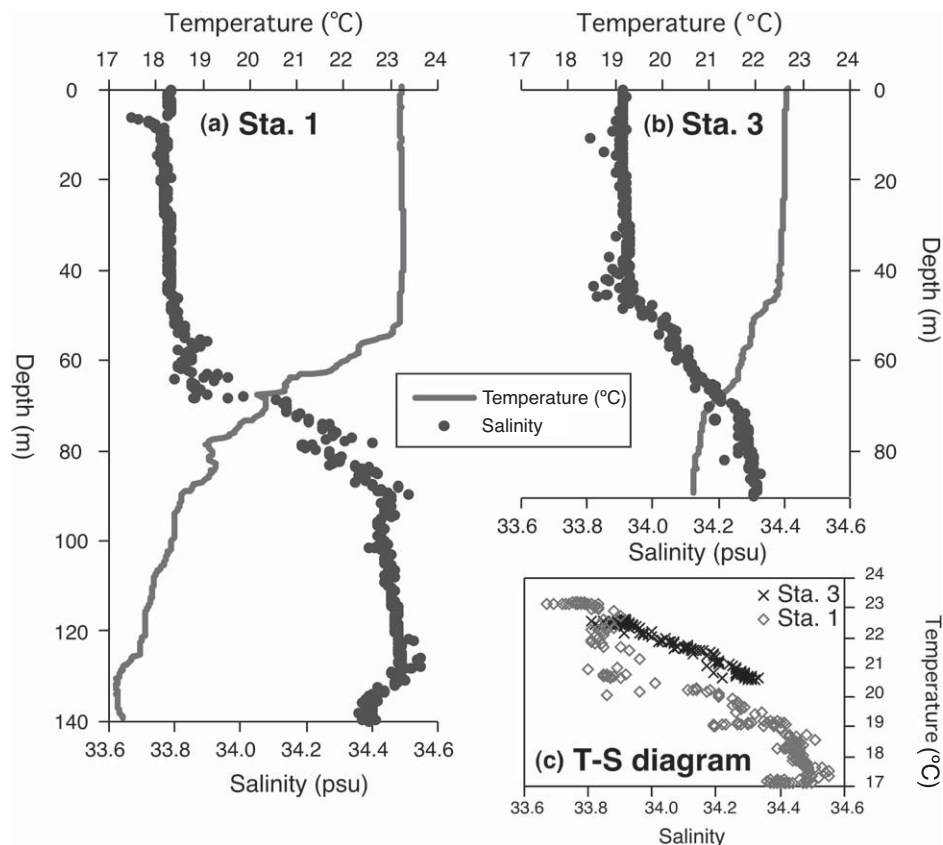 Temperature (℃)
17 18 19 20 21 22 23 24
(a) Sta. 1
0
20
40
60
80
100
120
140
Depth (m)
33.6 33.8 34.0 34.2 34.4 34.6
Salinity (psu)
Temperature (°C)
17 18 19 20 21 22 23 24
(b) Sta. 3
0
20
40
60
80
Depth (m)
33.6 33.8 34.0 34.2 34.4 34.6
Salinity (psu)
Temperature (°C)
Salinity
× Sta. 3
◇ Sta. 1
(c) T-S diagram
24
23
22
21
20
19
18
17
Temperature (℃)
33.6 33.8 34.0 34.2 34.4 34.6
Salinity